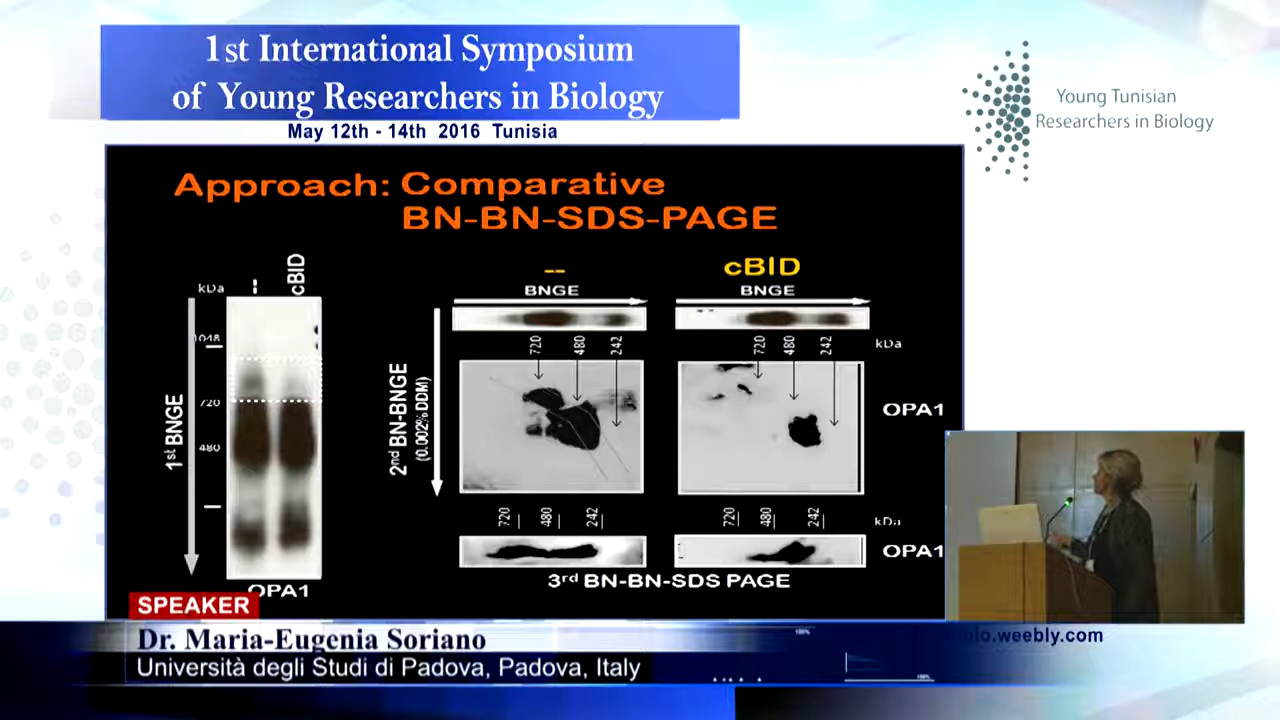 1st International Symposium
of Young Researchers in Biology
May 12th - 14th 2016 Tunisia
Young Tunisian
Researchers in Biology
Approach: Comparative
BN-BN-SDS-PAGE
kDa
--
cBID
1048
720
480
1st BNGE
OPA1
--
cBID
BNGE
BNGE
720
480
242
720
480
242
kDa
2nd BN-BNGE
(0.002%DDM)
OPA1
720
480
242
720
480
242
kDa
OPA1
3rd BN-BN-SDS PAGE
SPEAKER
Dr. Maria-Eugenia Soriano
Università degli Studi di Padova, Padova, Italy
.weebly.com
100%
100%